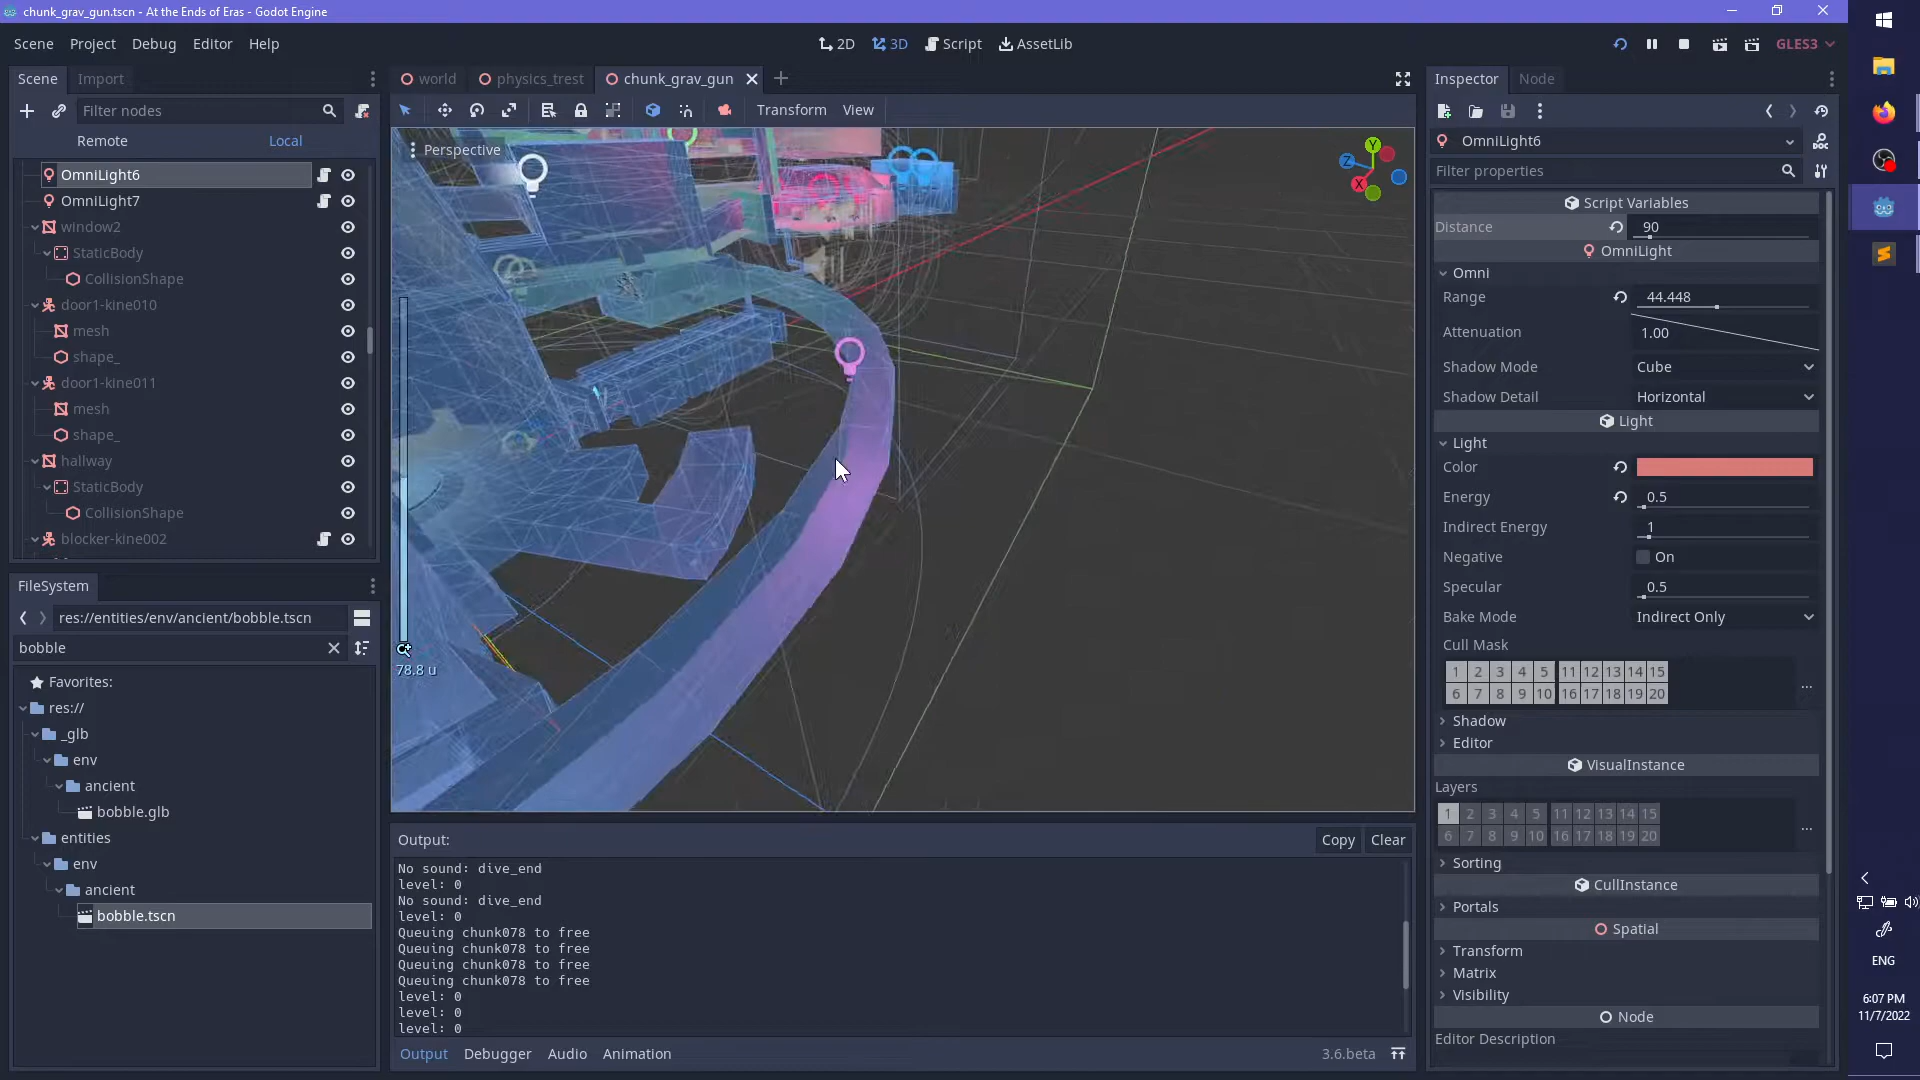 chunk_grav_gun.tscn - At the Ends of Eras - Godot Engine
Scene Project Debug Editor Help
2D 3D Script AssetLib
GLES3
Scene Import
Filter nodes
Remote Local
OmniLight6
OmniLight7
window2
StaticBody
CollisionShape
door1-kine010
mesh
shape_
door1-kine011
mesh
shape_
hallway
StaticBody
CollisionShape
blocker-kine002
FileSystem
res://entities/env/ancient/bobble.tscn
bobble
Favorites:
res://
_glb
env
ancient
bobble.glb
entities
env
ancient
bobble.tscn
world physics_trest chunk_grav_gun
Transform View
Perspective
Y
Z
X
78.8 u
Output:
Copy Clear
No sound: dive_end
level: 0
No sound: dive_end
level: 0
Queuing chunk078 to free
Queuing chunk078 to free
Queuing chunk078 to free
Queuing chunk078 to free
level: 0
level: 0
level: 0
Output Debugger Audio Animation
3.6.beta
Inspector Node
OmniLight6
Filter properties
Script Variables
Distance 90
OmniLight
Omni
Range 44.448
Attenuation 1.00
Shadow Mode Cube
Shadow Detail Horizontal
Light
Light
Color
Energy 0.5
Indirect Energy 1
Negative On
Specular 0.5
Bake Mode Indirect Only
Cull Mask
1 2 3 4 5 11 12 13 14 15
6 7 8 9 10 16 17 18 19 20
...
Shadow
Editor
VisualInstance
Layers
1 2 3 4 5 11 12 13 14 15
6 7 8 9 10 16 17 18 19 20
...
Sorting
CullInstance
Portals
Spatial
Transform
Matrix
Visibility
Node
Editor Description
ENG
6:07 PM
11/7/2022